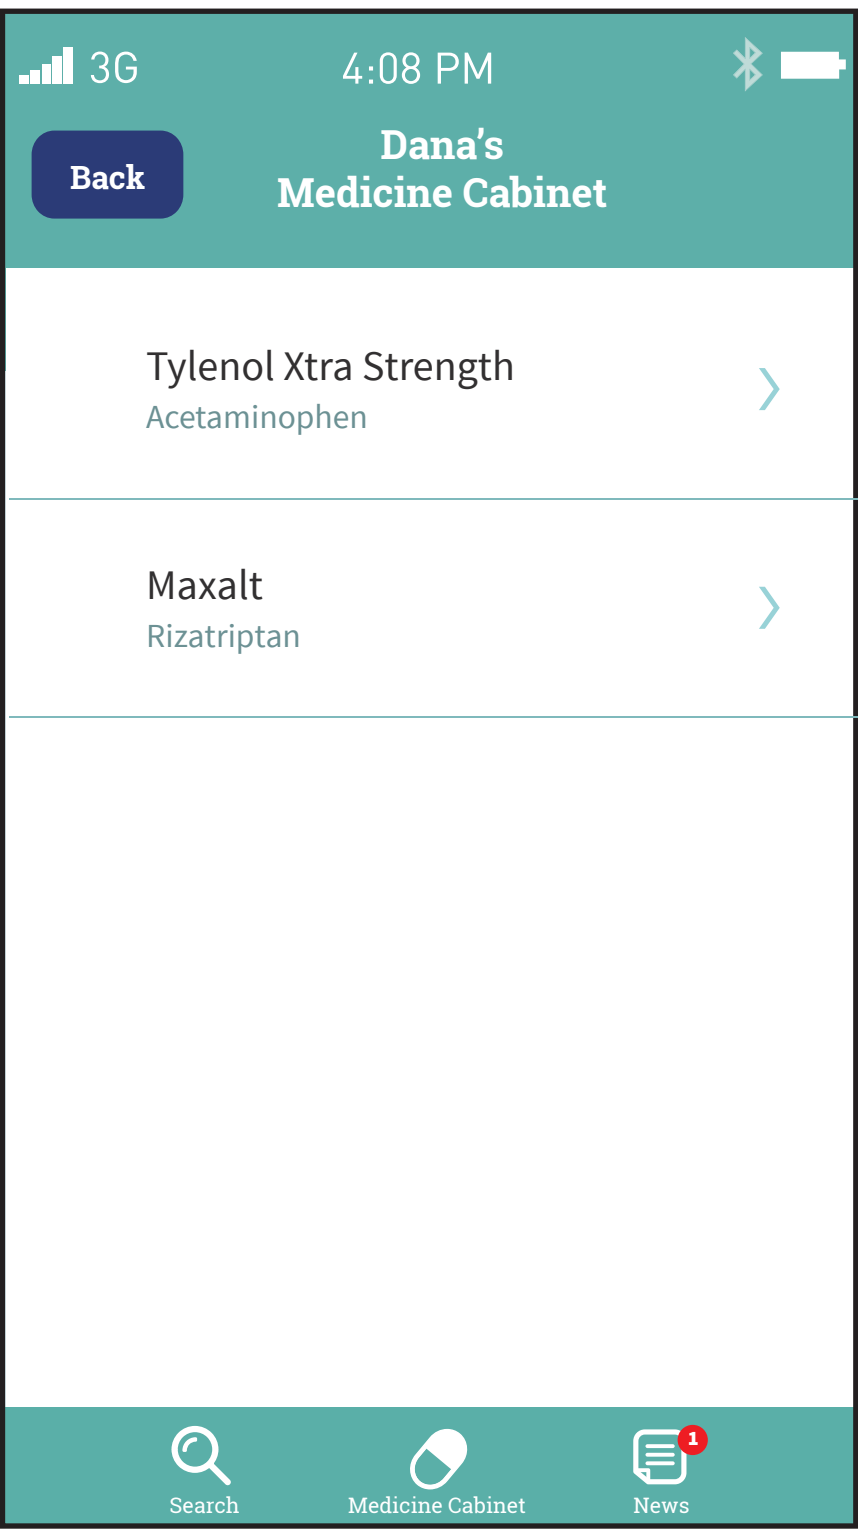 3G
4:08 PM
Back
Dana’s
Medicine Cabinet
Tylenol Xtra Strength
Acetaminophen
Maxalt
Rizatriptan
1
Search
Medicine Cabinet
News